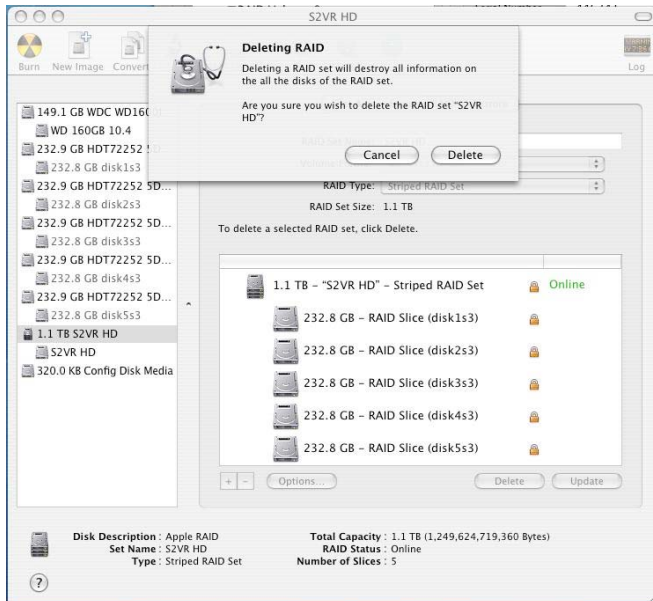 S2VR HD
Burn New Image Convert
Log
Deleting RAID
Deleting a RAID set will destroy all information on
the all the disks of the RAID set.
Are you sure you wish to delete the RAID set "S2VR
HD"?
Cancel Delete
149.1 GB WDC WD160
WD 160GB 10.4
232.9 GB HDT72252
232.8 GB disk1s3
232.9 GB HDT72252 5D...
232.8 GB disk2s3
232.9 GB HDT72252 5D...
232.8 GB disk3s3
232.9 GB HDT72252 5D...
232.8 GB disk4s3
232.9 GB HDT72252 5D...
232.8 GB disk5s3
1.1 TB S2VR HD
S2VR HD
320.0 KB Config Disk Media
RAID Type: Striped RAID Set
RAID Set Size: 1.1 TB
To delete a selected RAID set, click Delete.
1.1 TB – "S2VR HD" – Striped RAID Set Online
232.8 GB – RAID Slice (disk1s3)
232.8 GB – RAID Slice (disk2s3)
232.8 GB – RAID Slice (disk3s3)
232.8 GB – RAID Slice (disk4s3)
232.8 GB – RAID Slice (disk5s3)
+ - Options... Delete Update
Disk Description : Apple RAID
Set Name : S2VR HD
Type : Striped RAID Set
Total Capacity : 1.1 TB (1,249,624,719,360 Bytes)
RAID Status : Online
Number of Slices : 5
?